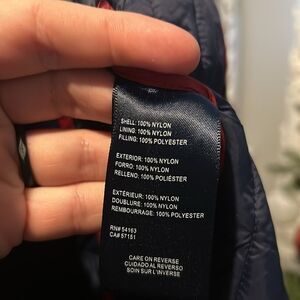 SHELL: 100% NYLON
LINING: 100% NYLON
FILLING: 100% POLYESTER
EXTERIOR: 100% NYLON
FORRO: 100% NYLON
RELLENO: 100% POLIÉSTER
EXTÉRIEUR: 100% NYLON
DOUBLURE: 100% NYLON
REMBOURRAGE: 100% POLYESTER
RN# 54163
CA# 57151
CARE ON REVERSE
CUIDADO AL REVERSO
SOIN SUR L'INVERSE